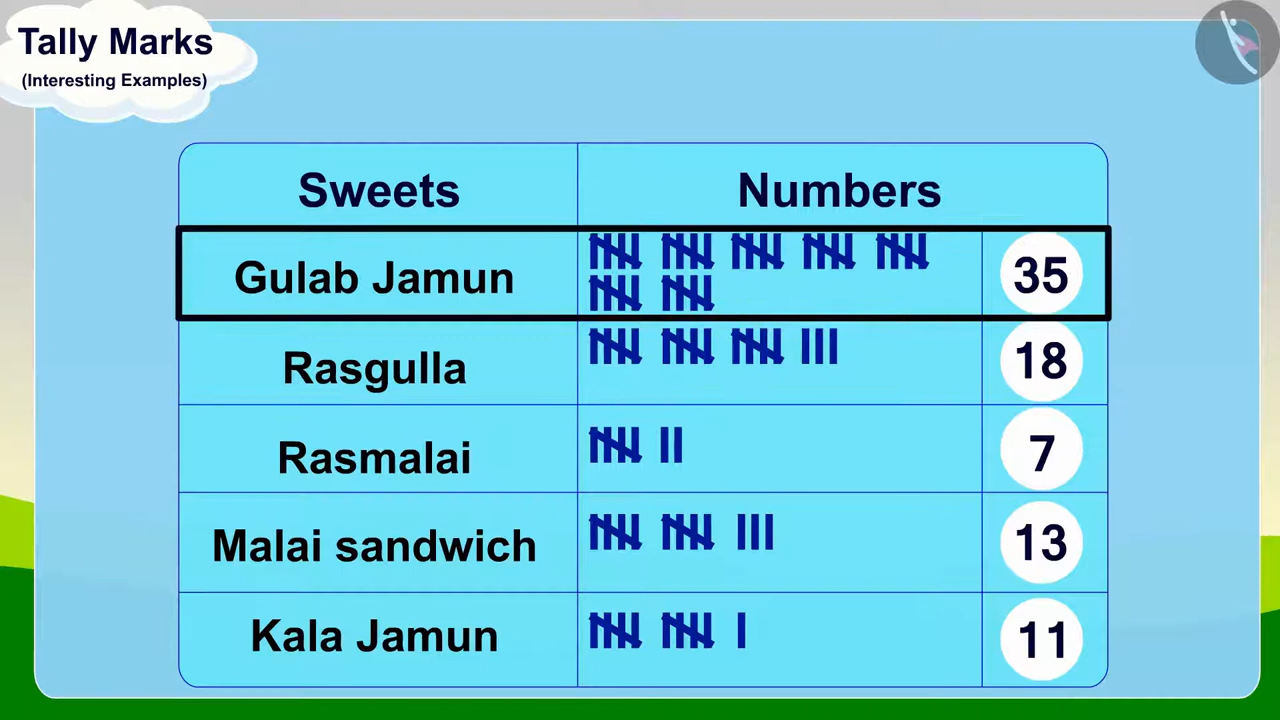 Tally Marks
(Interesting Examples)
Sweets Numbers
Gulab Jamun 35
Rasgulla 18
Rasmalai 7
Malai sandwich 13
Kala Jamun 11